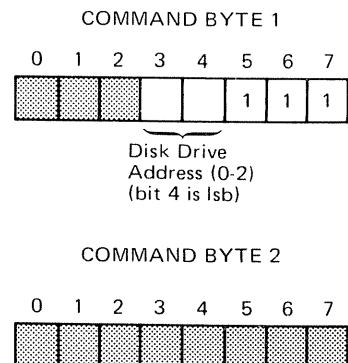 COMMAND BYTE 1
0 1 2 3 4 5 6 7
1 1 1
Disk Drive
Address (0-2)
(bit 4 is lsb)
COMMAND BYTE 2
0 1 2 3 4 5 6 7